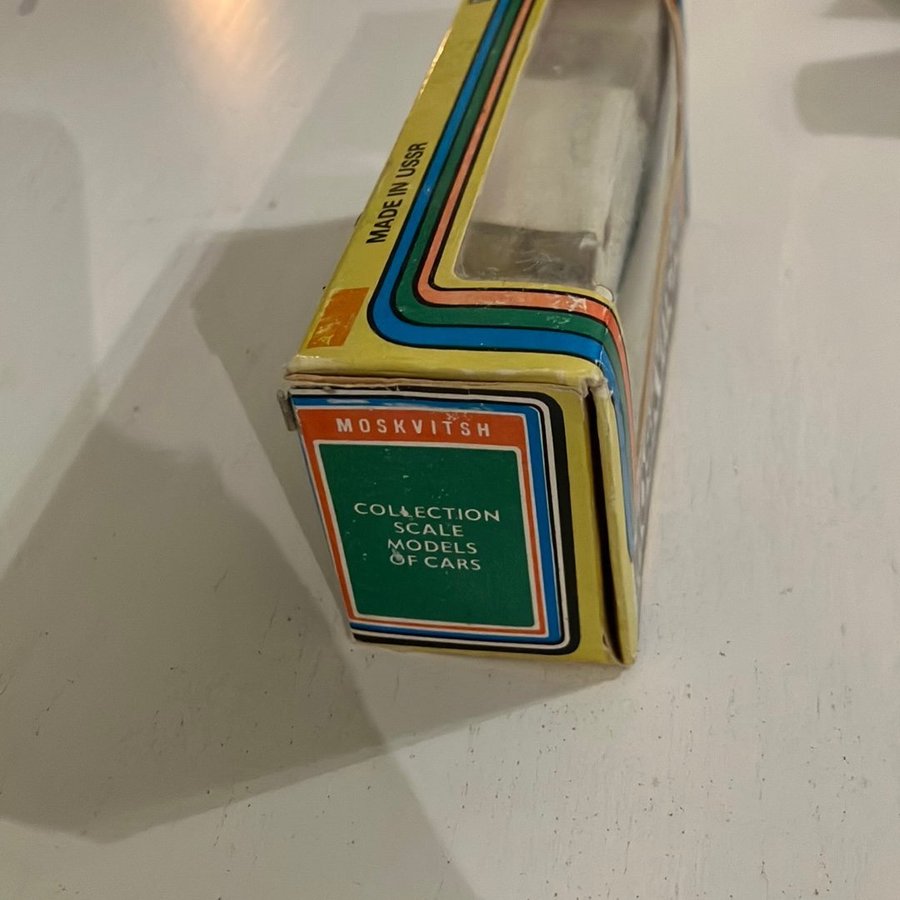 MADE IN USSR
MOSKVITSH
COLLECTION
SCALE
MODELS
OF CARS